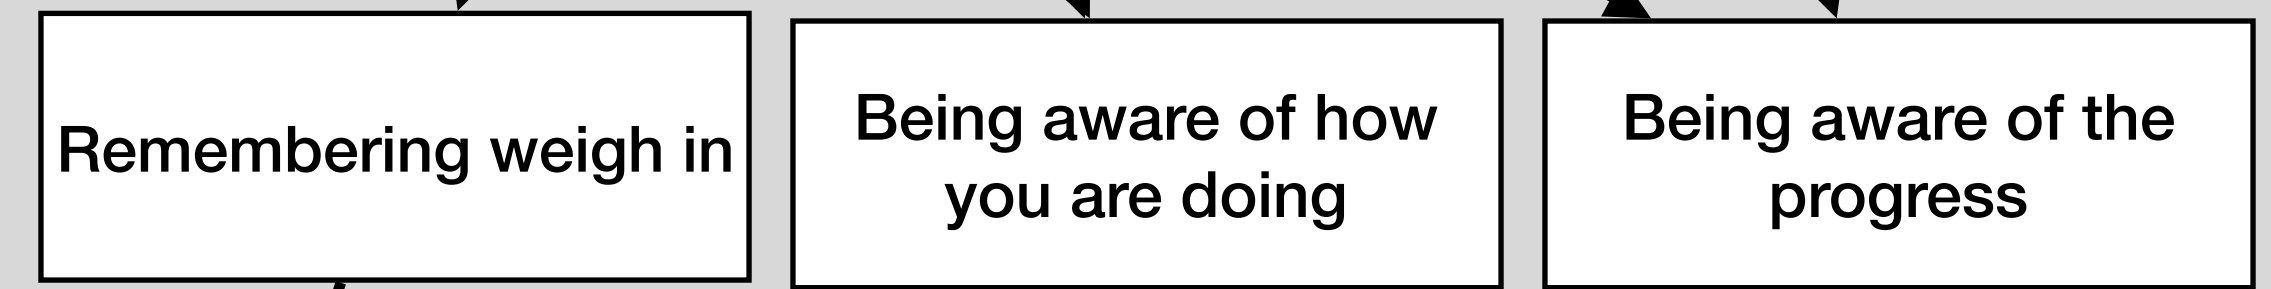 Remembering weigh in
Being aware of how
you are doing
Being aware of the
progress